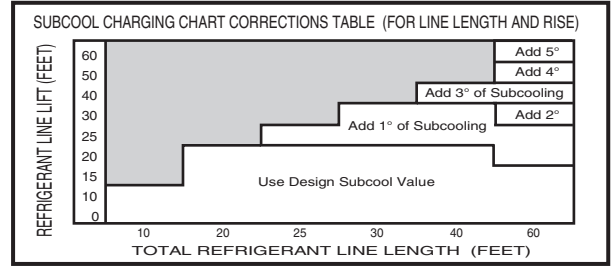 SUBCOOL CHARGING CHART CORRECTIONS TABLE (FOR LINE LENGTH AND RISE)
REFRIGERANT LINE LIFT (FEET)
60
50
40
30
25
20
15
10
0
Add 5°
Add 4°
Add 3° of Subcooling
Add 2°
Add 1° of Subcooling
Use Design Subcool Value
10 20 25 30 40 60
TOTAL REFRIGERANT LINE LENGTH (FEET)